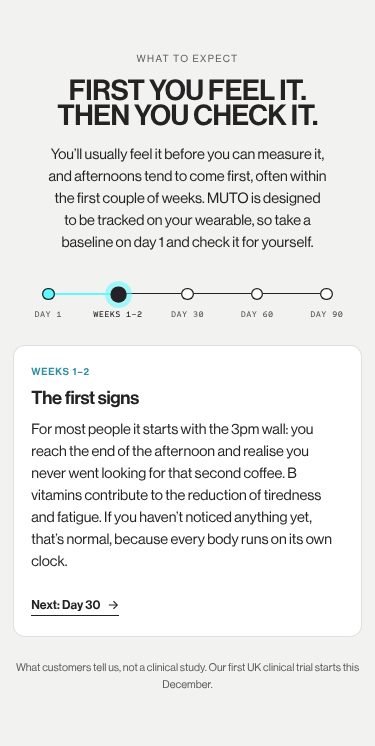 WHAT TO EXPECT
FIRST YOU FEEL IT.
THEN YOU CHECK IT.
You'll usually feel it before you can measure it,
and afternoons tend to come first, often within
the first couple of weeks. MUTO is designed
to be tracked on your wearable, so take a
baseline on day 1 and check it for yourself.
DAY 1 WEEKS 1–2 DAY 30 DAY 60 DAY 90
WEEKS 1–2
The first signs
For most people it starts with the 3pm wall: you
reach the end of the afternoon and realise you
never went looking for that second coffee. B
vitamins contribute to the reduction of tiredness
and fatigue. If you haven't noticed anything yet,
that's normal, because every body runs on its own
clock.
Next: Day 30 →
What customers tell us, not a clinical study. Our first UK clinical trial starts this
December.